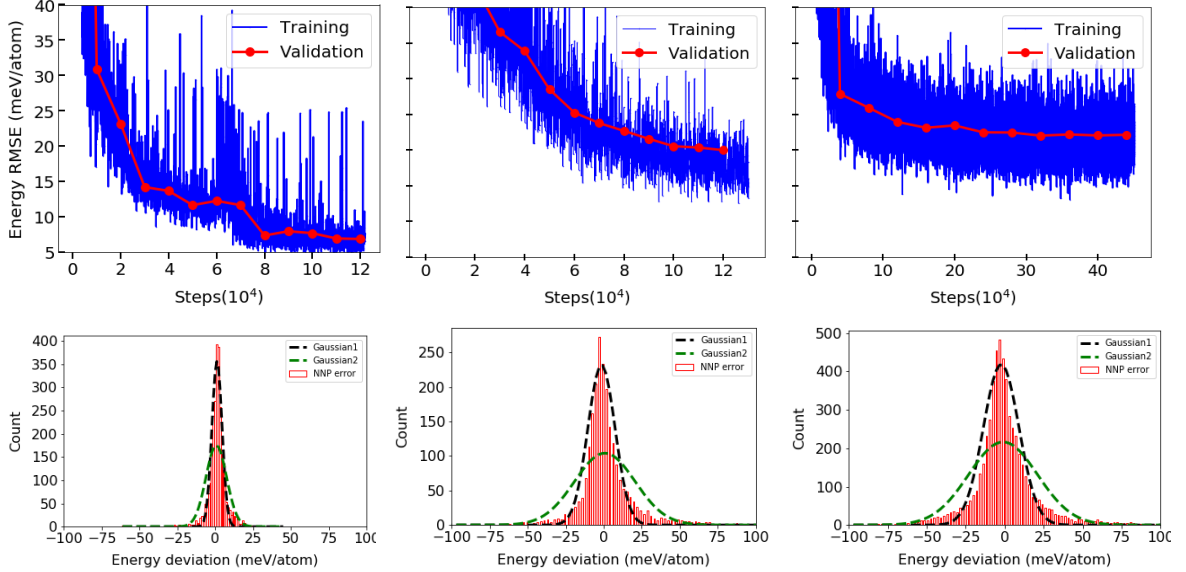 Energy RMSE (meV/atom)
40
35
30
25
20
15
10
5
Training
Validation
0 2 4 6 8 10 12
Steps(10⁴)
Training
Validation
0 2 4 6 8 10 12
Steps(10⁴)
Training
Validation
0 10 20 30 40
Steps(10⁴)
Count
400
350
300
250
200
150
100
50
0
Gaussian1
Gaussian2
NNP error
−100 −75 −50 −25 0 25 50 75 100
Energy deviation (meV/atom)
Count
250
200
150
100
50
0
Gaussian1
Gaussian2
NNP error
−100 −75 −50 −25 0 25 50 75 100
Energy deviation (meV/atom)
Count
500
400
300
200
100
0
Gaussian1
Gaussian2
NNP error
−100 −75 −50 −25 0 25 50 75 100
Energy deviation (meV/atom)